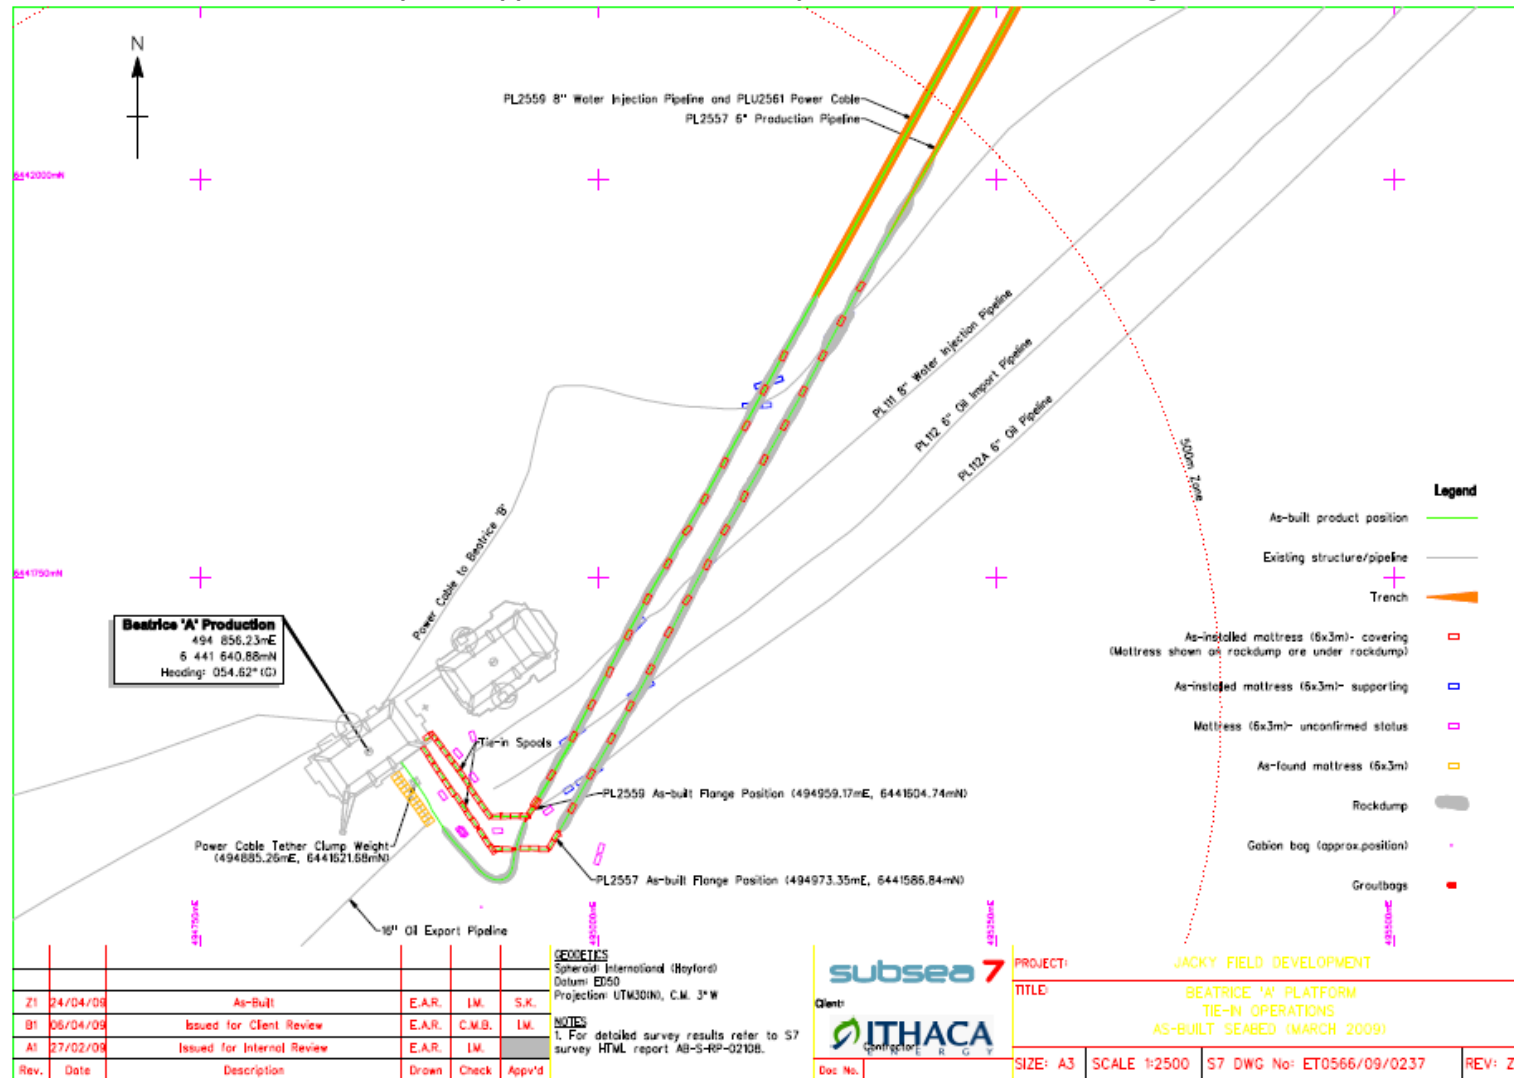 N
PL2559 8" Water Injection Pipeline and PLU2561 Power Cable
PL2557 6" Production Pipeline
6442000mN
PL111 8" Water Injection Pipeline
PL112 6" Oil Import Pipeline
PL112A 6" Oil Pipeline
500m Zone
Power Cable to Beatrice 'B'
6441750mN
Beatrice 'A' Production
494 856.23mE
6 441 640.88mN
Heading: 054.62° (G)
Tie-in Spools
PL2559 As-built Flange Position (494959.17mE, 6441604.74mN)
Power Cable Tether Clump Weight
(494885.26mE, 6441621.68mN)
PL2557 As-built Flange Position (494973.35mE, 6441586.84mN)
16" Oil Export Pipeline
494750mE
495000mE
495250mE
495500mE
Legend
As-built product position
Existing structure/pipeline
Trench
As-installed mattress (6x3m)- covering
(Mattress shown on rockdump are under rockdump)
As-installed mattress (6x3m)- supporting
Mattress (6x3m)- unconfirmed status
As-found mattress (6x3m)
Rockdump
Gabion bag (approx.position)
Groutbags
Z1 24/04/09 As-Built E.A.R. I.M. S.K.
B1 06/04/09 Issued for Client Review E.A.R. C.M.B. I.M.
A1 27/02/09 Issued for Internal Review E.A.R. I.M.
Rev. Date Description Drawn Check Appv'd
GEODETICS
Spheroid: International (Hayford)
Datum: ED50
Projection: UTM30(N), C.M. 3° W
NOTES
1. For detailed survey results refer to S7
survey HTML report AB-S-RP-02108.
subsea 7
Client:
ITHACA
ENERGY
Contractor
Doc No.
PROJECT: JACKY FIELD DEVELOPMENT
TITLE: BEATRICE 'A' PLATFORM
TIE-IN OPERATIONS
AS-BUILT SEABED (MARCH 2009)
SIZE: A3 SCALE 1:2500 S7 DWG No: ET0566/09/0237 REV: Z